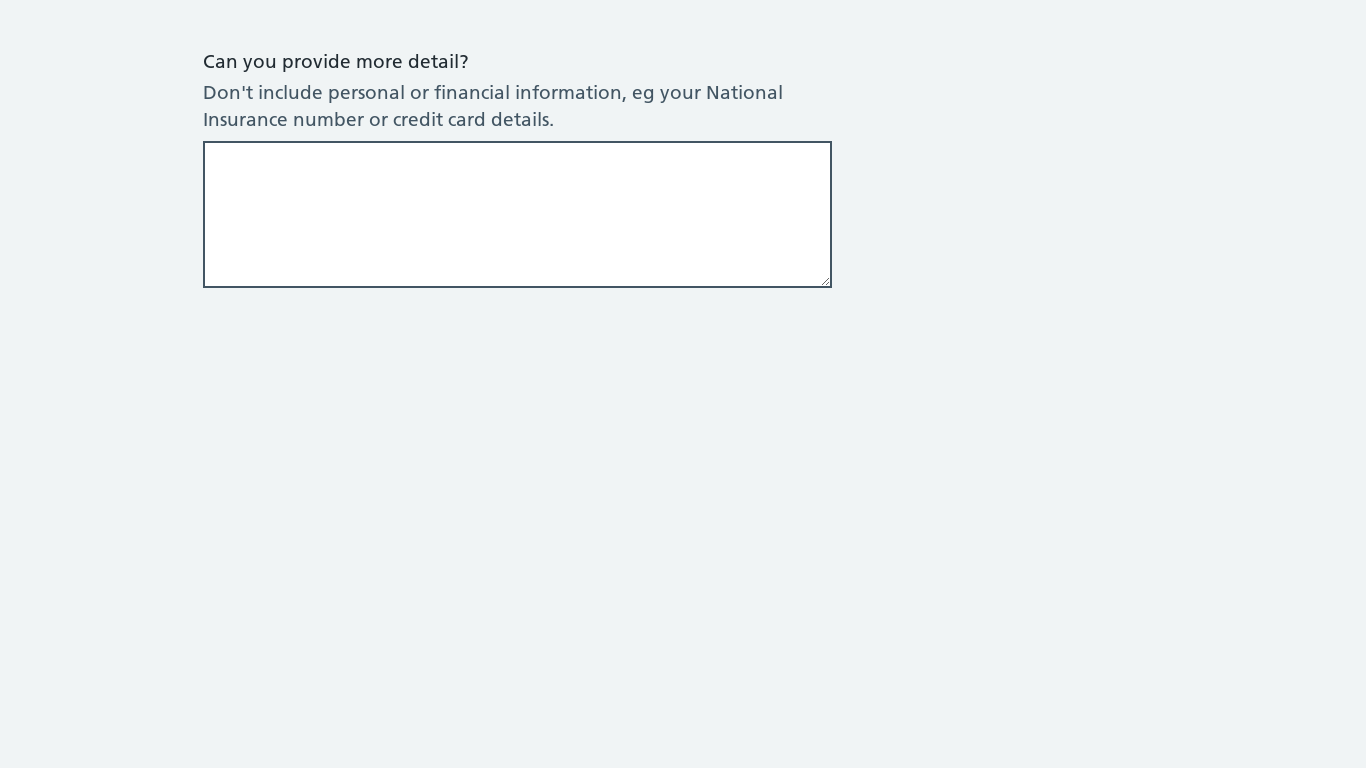 Can you provide more detail?
Don't include personal or financial information, eg your National
Insurance number or credit card details.